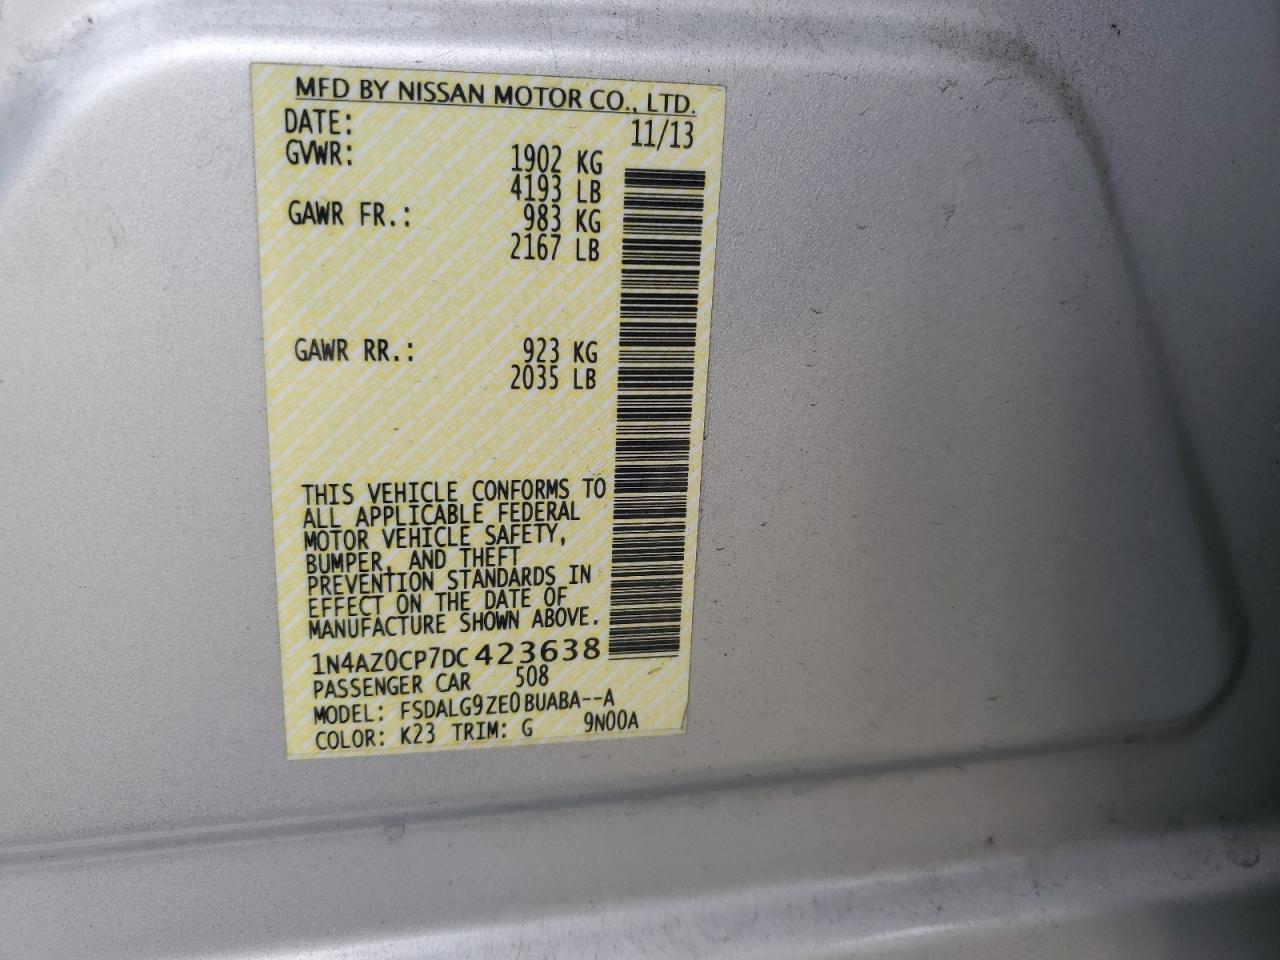 MFD BY NISSAN MOTOR CO., LTD.
DATE: 11/13
GVWR: 1902 KG
4193 LB
GAWR FR.: 983 KG
2167 LB
GAWR RR.: 923 KG
2035 LB
THIS VEHICLE CONFORMS TO
ALL APPLICABLE FEDERAL
MOTOR VEHICLE SAFETY,
BUMPER, AND THEFT
PREVENTION STANDARDS IN
EFFECT ON THE DATE OF
MANUFACTURE SHOWN ABOVE.
1N4AZ0CP7DC423638
PASSENGER CAR 508
MODEL: FSDALG9ZE0BUABA--A
COLOR: K23 TRIM: G 9N00A